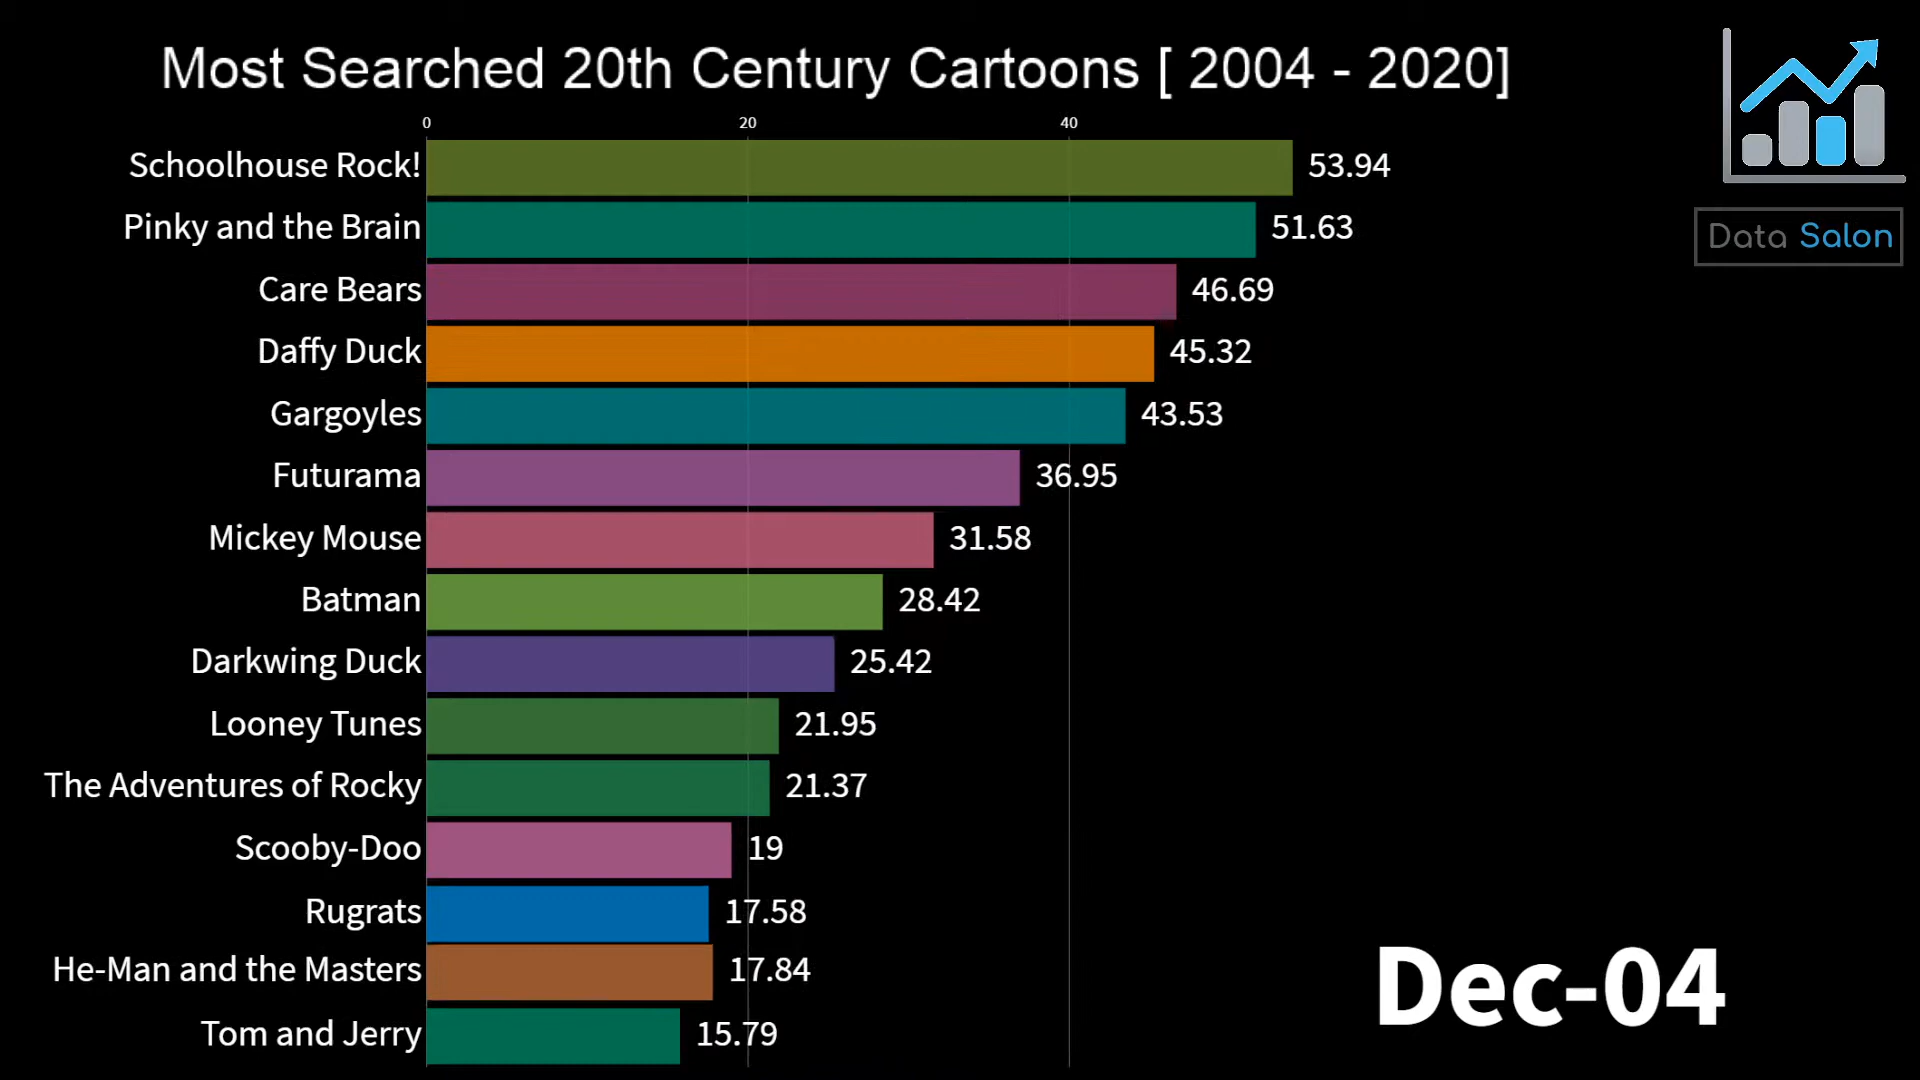 Most Searched 20th Century Cartoons [ 2004 - 2020]
Data Salon
0 20 40
Schoolhouse Rock! 53.94
Pinky and the Brain 51.63
Care Bears 46.69
Daffy Duck 45.32
Gargoyles 43.53
Futurama 36.95
Mickey Mouse 31.58
Batman 28.42
Darkwing Duck 25.42
Looney Tunes 21.95
The Adventures of Rocky 21.37
Scooby-Doo 19
Rugrats 17.58
He-Man and the Masters 17.84
Tom and Jerry 15.79
Dec-04